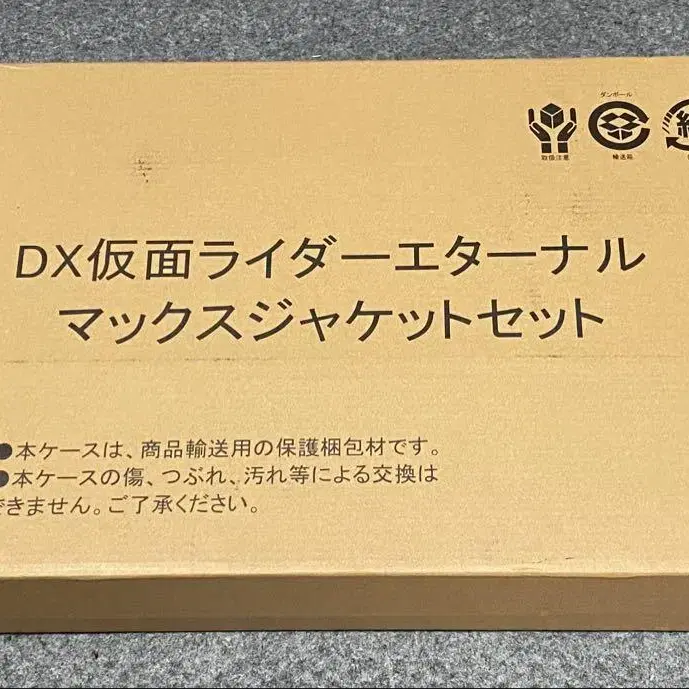 ダンボール
取扱注意
輸送箱
DX仮面ライダーエターナル
マックスジャケットセット
●本ケースは、商品輸送用の保護梱包材です。
●本ケースの傷、つぶれ、汚れ等による交換は
できません。ご了承ください。